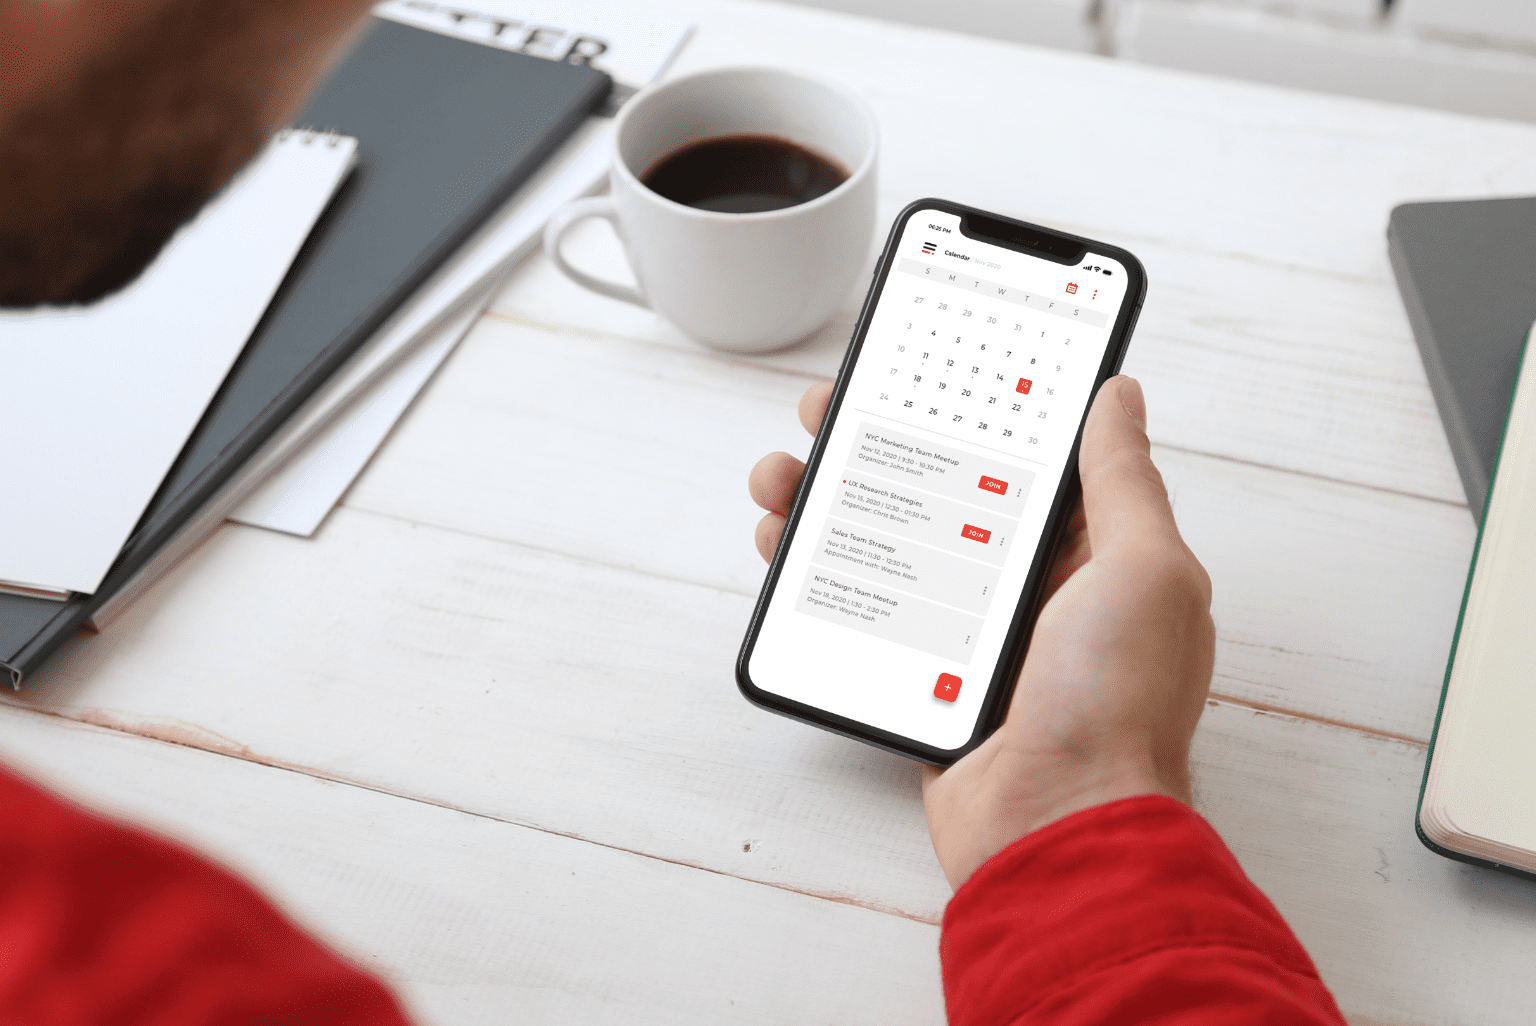 TTER
06:25 PM
Calendar / Nov 2020
S M T W T F S
27 28 29 30 31 1 2
3 4 5 6 7 8 9
10 11 12 13 14 15 16
17 18 19 20 21 22 23
24 25 26 27 28 29 30
NYC Marketing Team Meetup
Nov 12, 2020 | 9:30 - 10:30 PM
Organizer: John Smith
JOIN
UX Research Strategies
Nov 15, 2020 | 12:30 - 01:30 PM
Organizer: Chris Brown
JOIN
Sales Team Strategy
Nov 13, 2020 | 11:30 - 12:30 PM
Appointment with: Wayne Nash
NYC Design Team Meetup
Nov 18, 2020 | 1:30 - 2:30 PM
Organizer: Wayne Nash
+